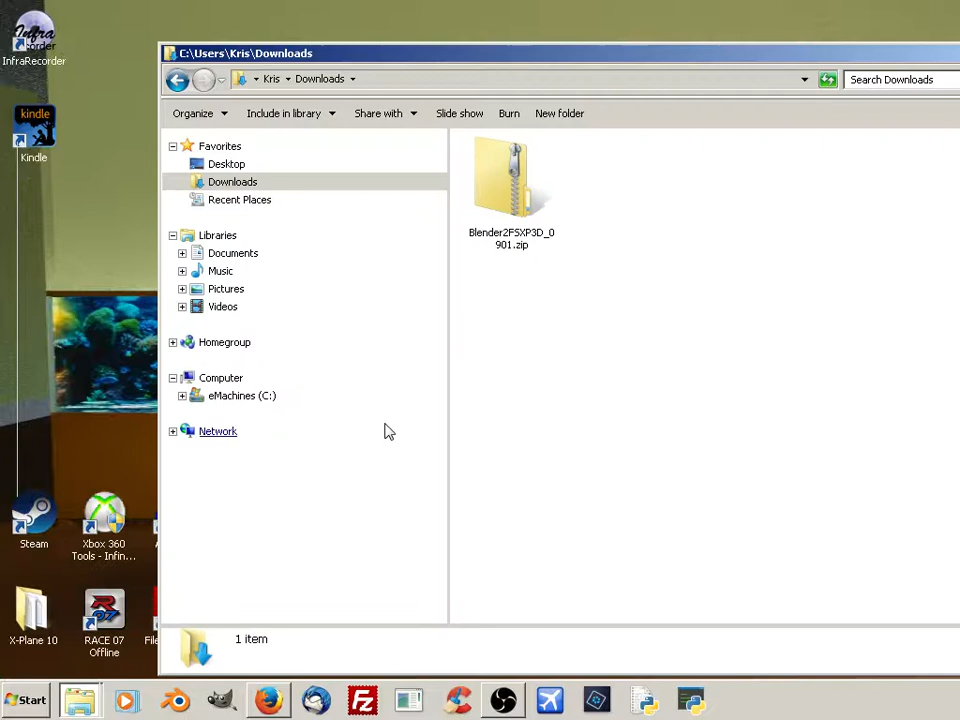 Infra
corder
InfraRecorder
kindle
Kindle
Steam
Xbox 360
Tools - Infin...
X-Plane 10
RACE 07
Offline
C:\Users\Kris\Downloads
Kris Downloads
Search Downloads
Organize Include in library Share with Slide show Burn New folder
Favorites
Desktop
Downloads
Recent Places
Libraries
Documents
Music
Pictures
Videos
Homegroup
Computer
eMachines (C:)
Network
Blender2FSXP3D_0
901.zip
1 item
Start